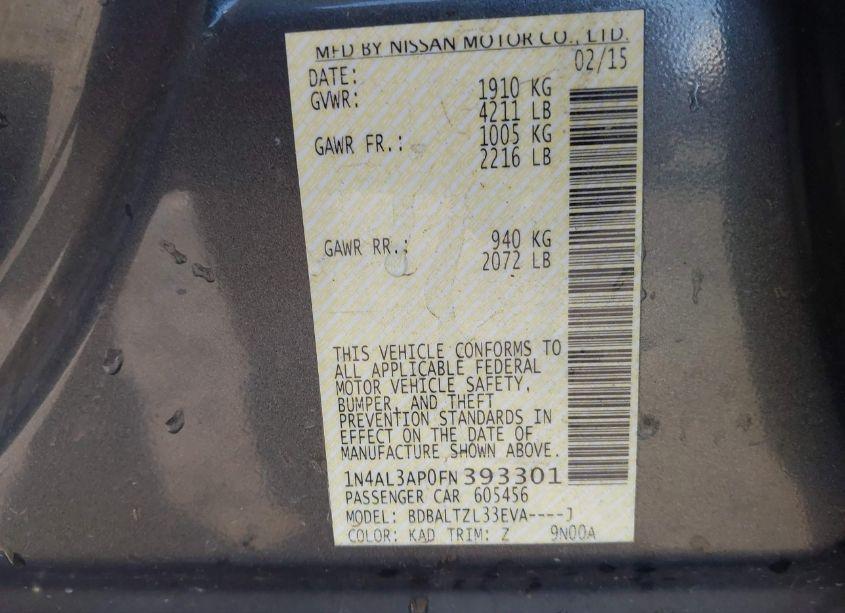 MFD BY NISSAN MOTOR CO., LTD.
DATE: 02/15
GVWR: 1910 KG
4211 LB
GAWR FR.: 1005 KG
2216 LB
GAWR RR.: 940 KG
2072 LB
THIS VEHICLE CONFORMS TO
ALL APPLICABLE FEDERAL
MOTOR VEHICLE SAFETY,
BUMPER, AND THEFT
PREVENTION STANDARDS IN
EFFECT ON THE DATE OF
MANUFACTURE SHOWN ABOVE.
1N4AL3AP0FN393301
PASSENGER CAR 605456
MODEL: BDBALTZL33EVA----J
COLOR: KAD TRIM: Z 9N00A